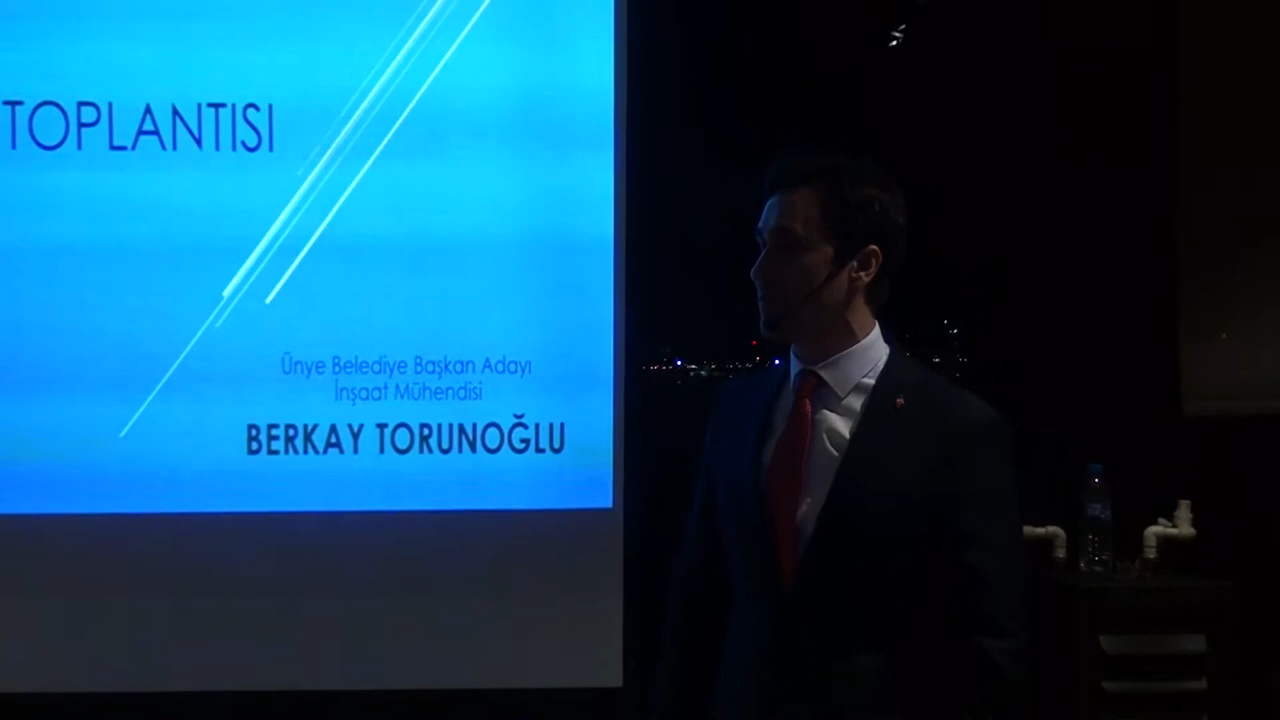 TOPLANTISI
Ünye Belediye Başkan Adayı
İnşaat Mühendisi
BERKAY TORUNOĞLU